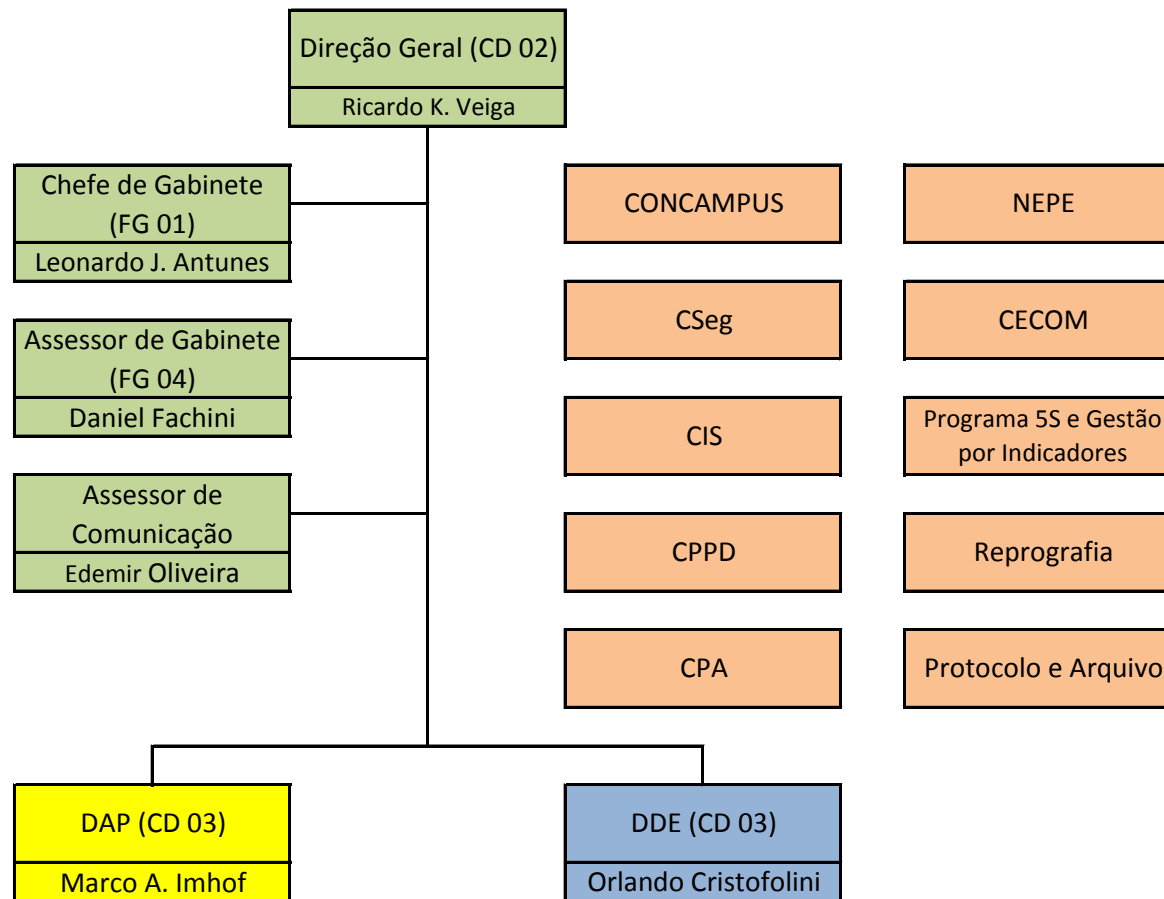 Direção Geral (CD 02)
Ricardo K. Veiga
Chefe de Gabinete
(FG 01)
Leonardo J. Antunes
CONCAMPUS
NEPE
Assessor de Gabinete
(FG 04)
Daniel Fachini
CSeg
CECOM
CIS
Programa 5S e Gestão
por Indicadores
Assessor de
Comunicação
Edemir Oliveira
CPPD
Reprografia
CPA
Protocolo e Arquivo
DAP (CD 03)
Marco A. Imhof
DDE (CD 03)
Orlando Cristofolini